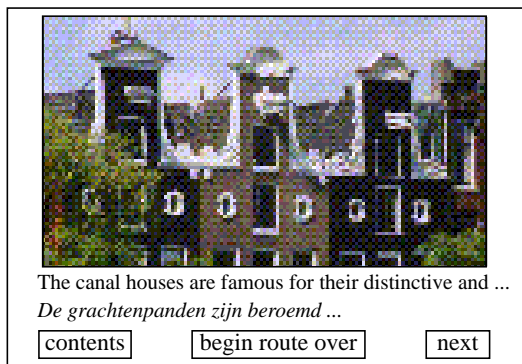 The canal houses are famous for their distinctive and ...
De grachtenpanden zijn beroemd ...
contents begin route over next